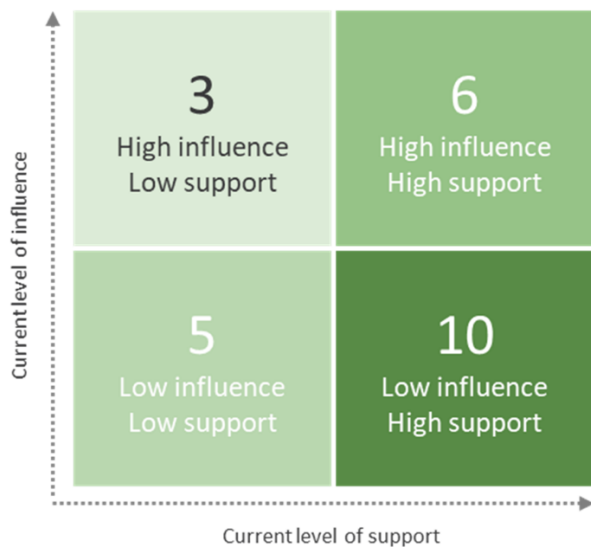 3
High influence
Low support
6
High influence
High support
5
Low influence
Low support
10
Low influence
High support
Current level of influence
Current level of support